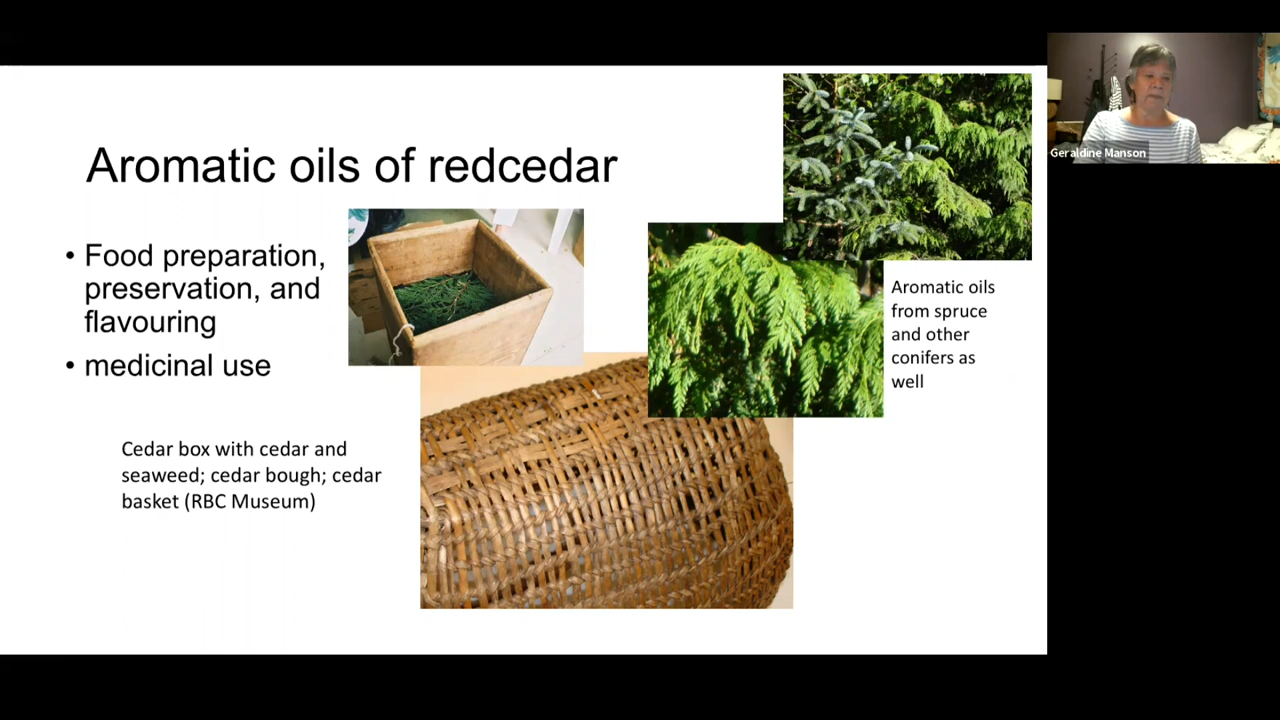 Aromatic oils of redcedar
• Food preparation,
preservation, and
flavouring
• medicinal use
Cedar box with cedar and
seaweed; cedar bough; cedar
basket (RBC Museum)
Aromatic oils
from spruce
and other
conifers as
well
Geraldine Manson